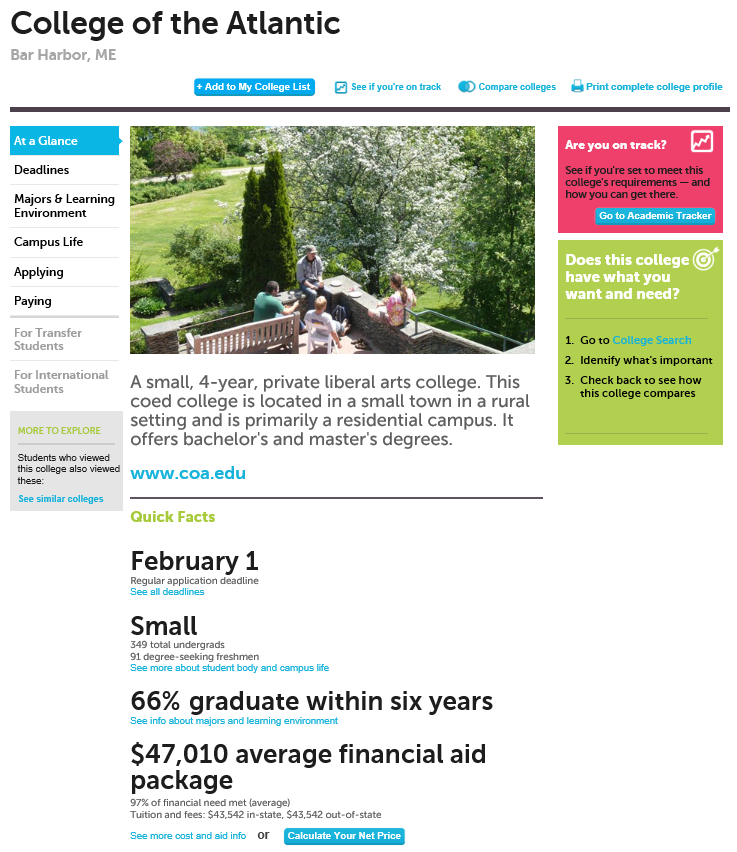 College of the Atlantic
Bar Harbor, ME
+ Add to My College List
See if you're on track
Compare colleges
Print complete college profile
At a Glance
Deadlines
Majors & Learning
Environment
Campus Life
Applying
Paying
For Transfer
Students
For International
Students
MORE TO EXPLORE
Students who viewed
this college also viewed
these:
See similar colleges
A small, 4-year, private liberal arts college. This
coed college is located in a small town in a rural
setting and is primarily a residential campus. It
offers bachelor's and master's degrees.
www.coa.edu
Quick Facts
February 1
Regular application deadline
See all deadlines
Small
349 total undergrads
91 degree-seeking freshmen
See more about student body and campus life
66% graduate within six years
See info about majors and learning environment
$47,010 average financial aid
package
97% of financial need met (average)
Tuition and fees: $43,542 in-state, $43,542 out-of-state
See more cost and aid info or Calculate Your Net Price
Are you on track?
See if you're set to meet this
college's requirements — and
how you can get there.
Go to Academic Tracker
Does this college
have what you
want and need?
1. Go to College Search
2. Identify what's important
3. Check back to see how
this college compares